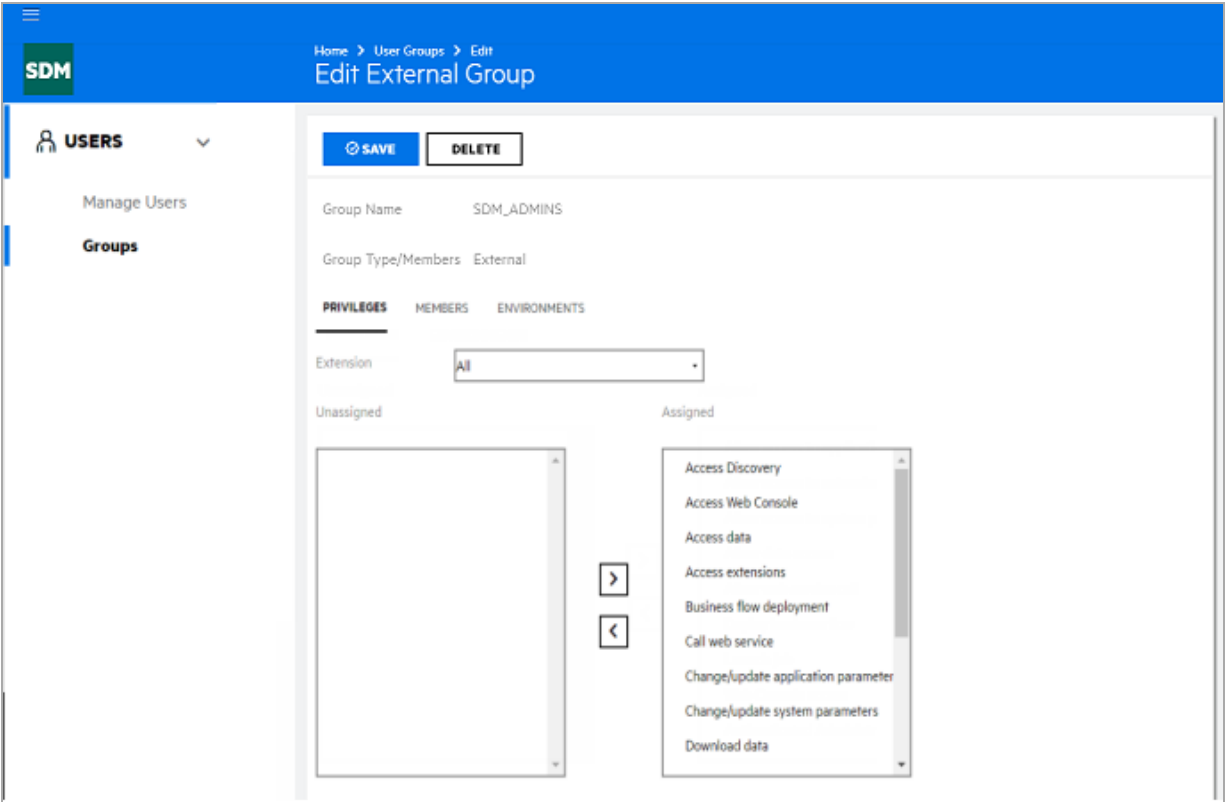 SDM
Home > User Groups > Edit
Edit External Group
USERS
Manage Users
Groups
SAVE
DELETE
Group Name SDM_ADMINS
Group Type/Members External
PRIVILEGES MEMBERS ENVIRONMENTS
Extension All
Unassigned Assigned
Access Discovery
Access Web Console
Access data
Access extensions
Business flow deployment
Call web service
Change/update application parameter
Change/update system parameters
Download data